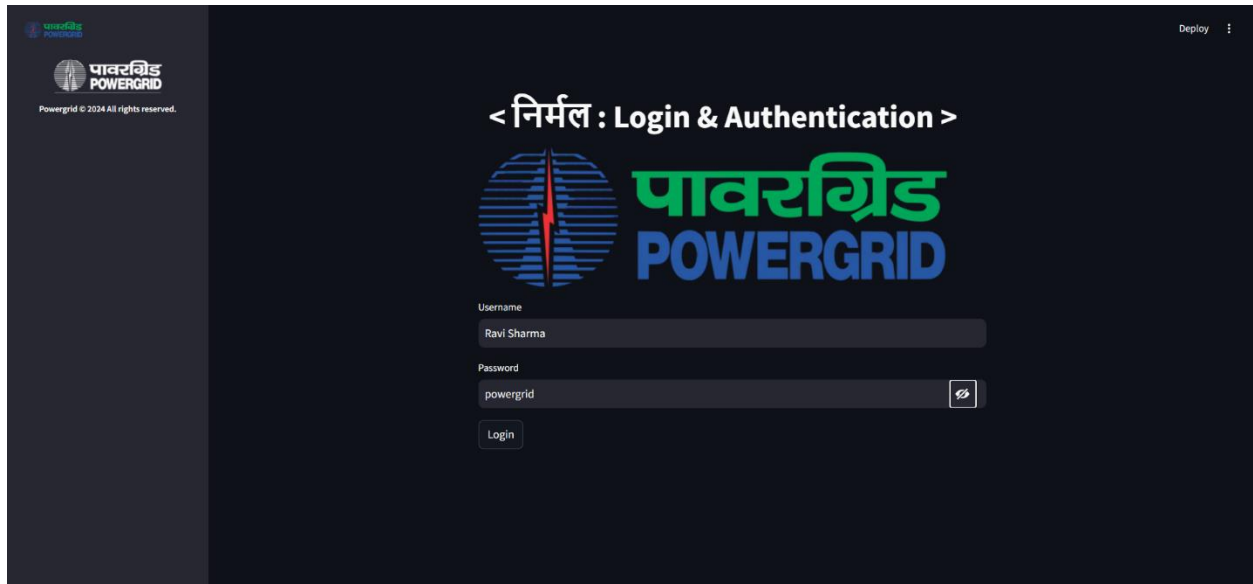 पावरग्रिड
POWERGRID
पावरग्रिड
POWERGRID
Powergrid © 2024 All rights reserved.
Deploy
< निर्मल : Login & Authentication >
पावरग्रिड
POWERGRID
Username
Ravi Sharma
Password
powergrid
Login